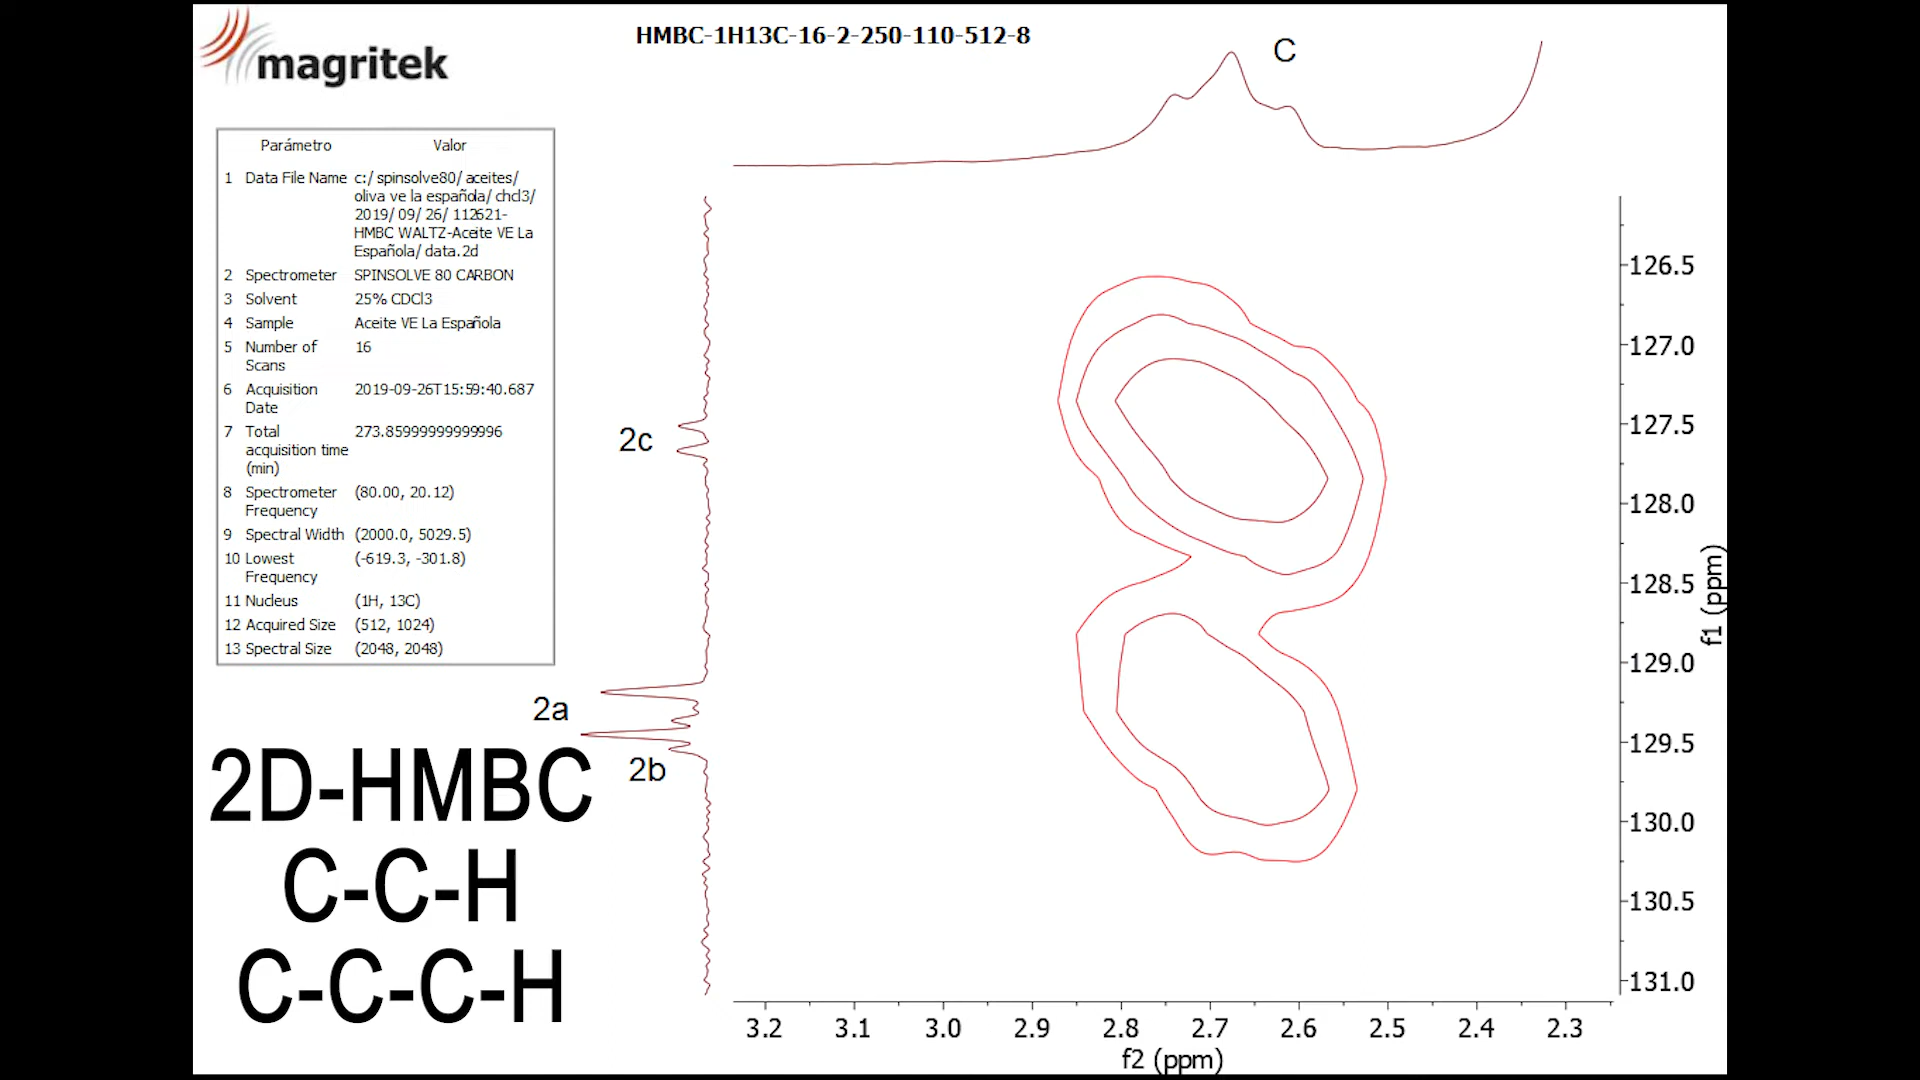 magritek
HMBC-1H13C-16-2-250-110-512-8
C
Parámetro Valor
1 Data File Name c:/ spinsolve80/ aceites/
oliva ve la española/ chcl3/
2019/ 09/ 26/ 112621-
HMBC WALTZ-Aceite VE La
Española/ data.2d
2 Spectrometer SPINSOLVE 80 CARBON
3 Solvent 25% CDCl3
4 Sample Aceite VE La Española
5 Number of 16
Scans
6 Acquisition 2019-09-26T15:59:40.687
Date
7 Total 273.85999999999996
acquisition time
(min)
8 Spectrometer (80.00, 20.12)
Frequency
9 Spectral Width (2000.0, 5029.5)
10 Lowest (-619.3, -301.8)
Frequency
11 Nucleus (1H, 13C)
12 Acquired Size (512, 1024)
13 Spectral Size (2048, 2048)
2c
2a
2b
2D-HMBC
C-C-H
C-C-C-H
126.5
127.0
127.5
128.0
128.5
129.0
129.5
130.0
130.5
131.0
f1 (ppm)
3.2 3.1 3.0 2.9 2.8 2.7 2.6 2.5 2.4 2.3
f2 (ppm)